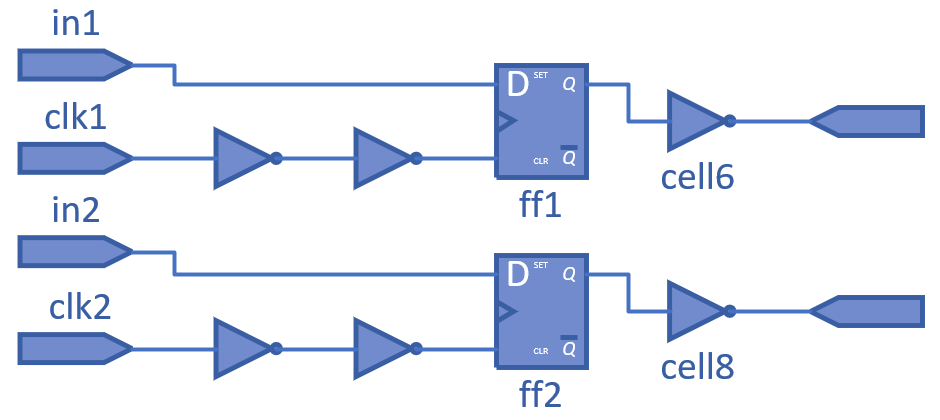 in1
clk1
D SET Q
CLR Q
ff1
cell6
in2
clk2
D SET Q
CLR Q
ff2
cell8